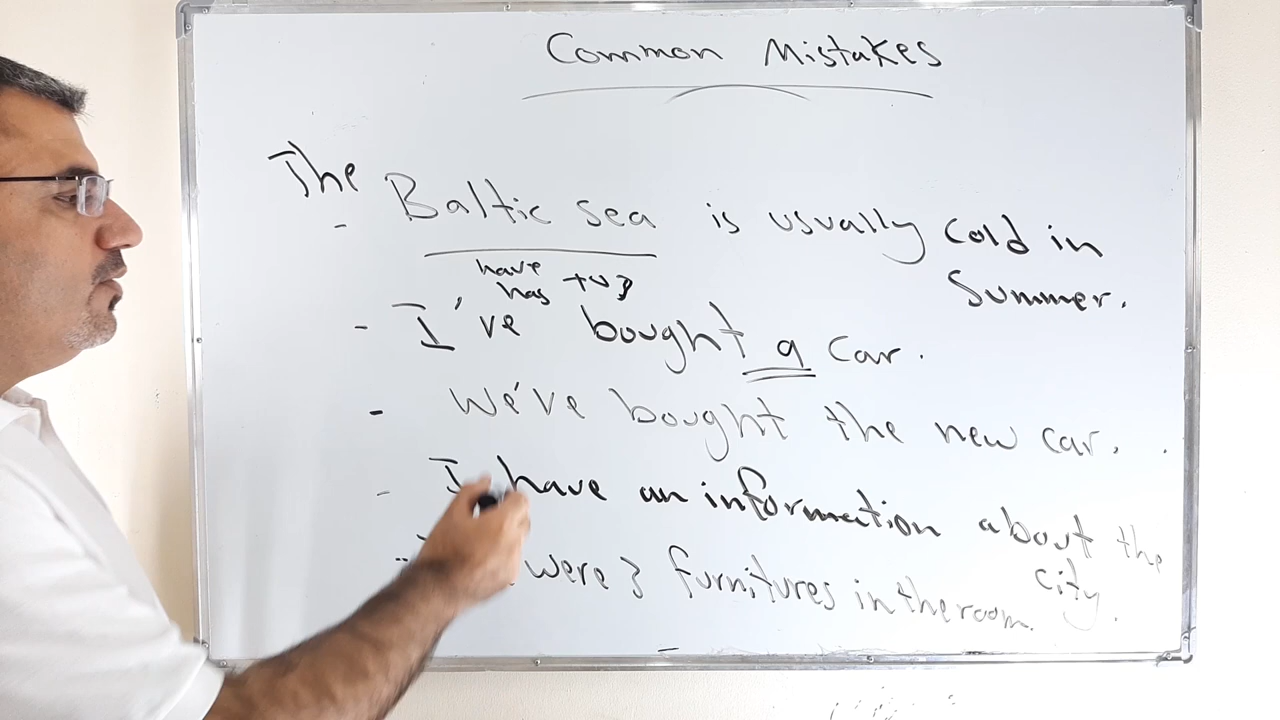 Common Mistakes
The
- Baltic sea is usually cold in
Summer.
have
has +v3
- I've bought a car.
- We've bought the new car.
- I have an information about the
city.
were 3 furnitures in the room.